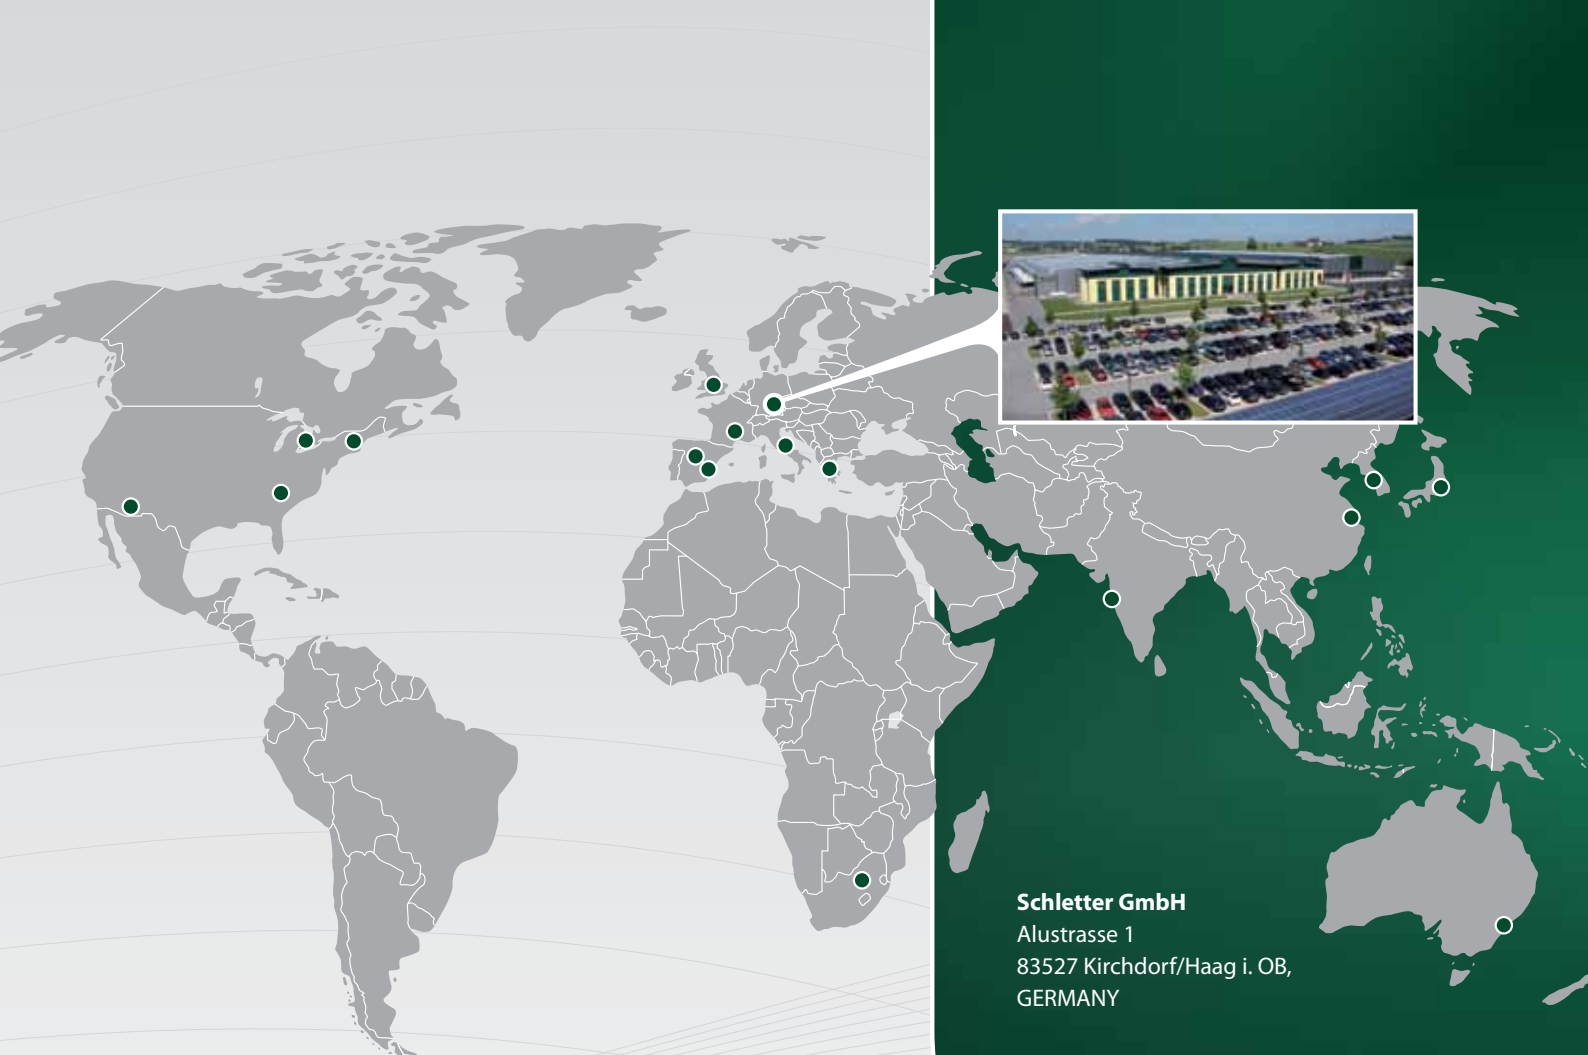 Schletter GmbH
Alustrasse 1
83527 Kirchdorf/Haag i. OB,
GERMANY